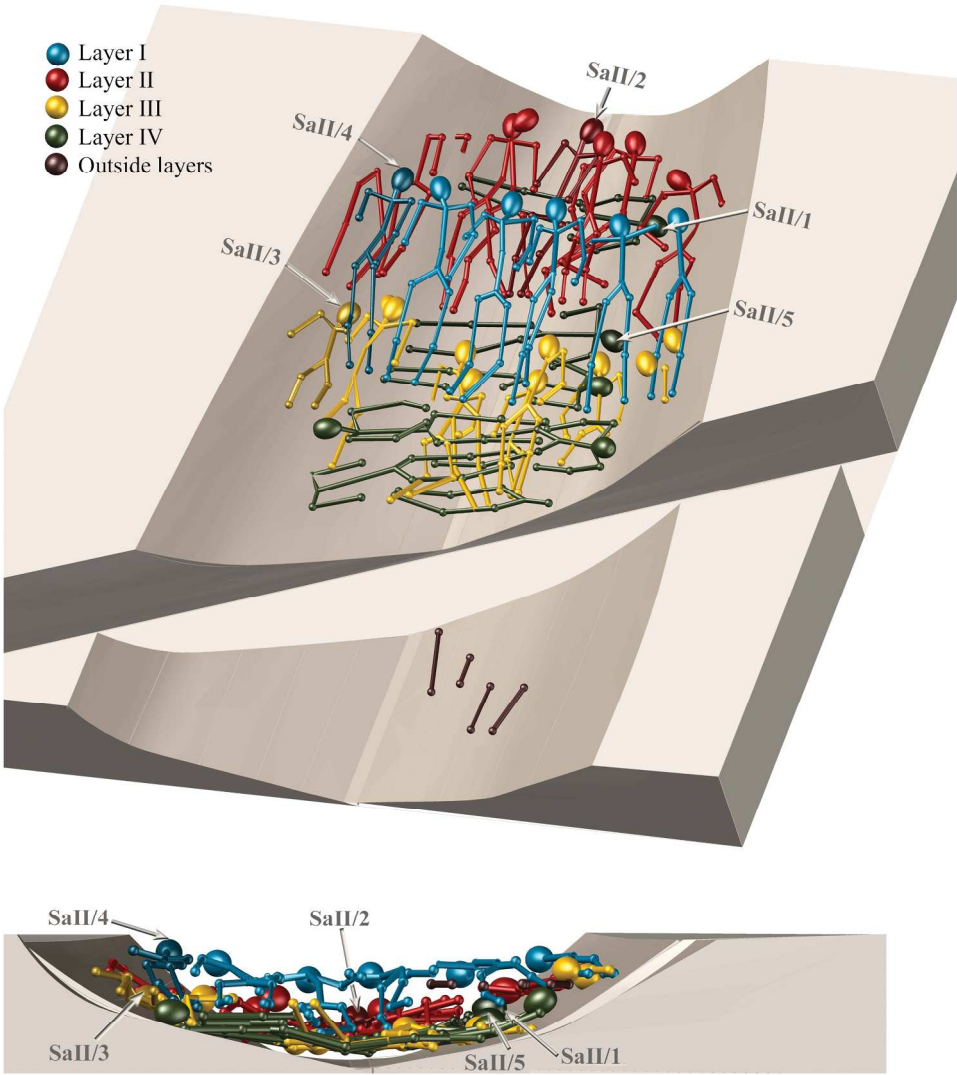 Layer I
Layer II
Layer III
Layer IV
Outside layers
SaII/2
SaII/4
SaII/1
SaII/3
SaII/5
SaII/4
SaII/2
SaII/3
SaII/5
SaII/1